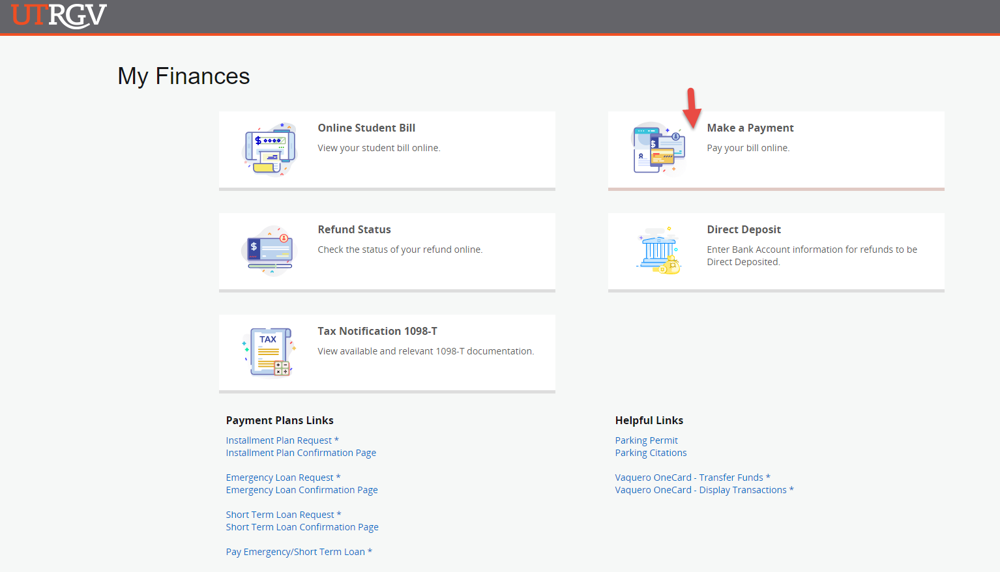 UTRGV
My Finances
Online Student Bill
View your student bill online.
Make a Payment
Pay your bill online.
Refund Status
Check the status of your refund online.
Direct Deposit
Enter Bank Account information for refunds to be
Direct Deposited.
TAX
Tax Notification 1098-T
View available and relevant 1098-T documentation.
Payment Plans Links
Installment Plan Request *
Installment Plan Confirmation Page
Emergency Loan Request *
Emergency Loan Confirmation Page
Short Term Loan Request *
Short Term Loan Confirmation Page
Pay Emergency/Short Term Loan *
Helpful Links
Parking Permit
Parking Citations
Vaquero OneCard - Transfer Funds *
Vaquero OneCard - Display Transactions *